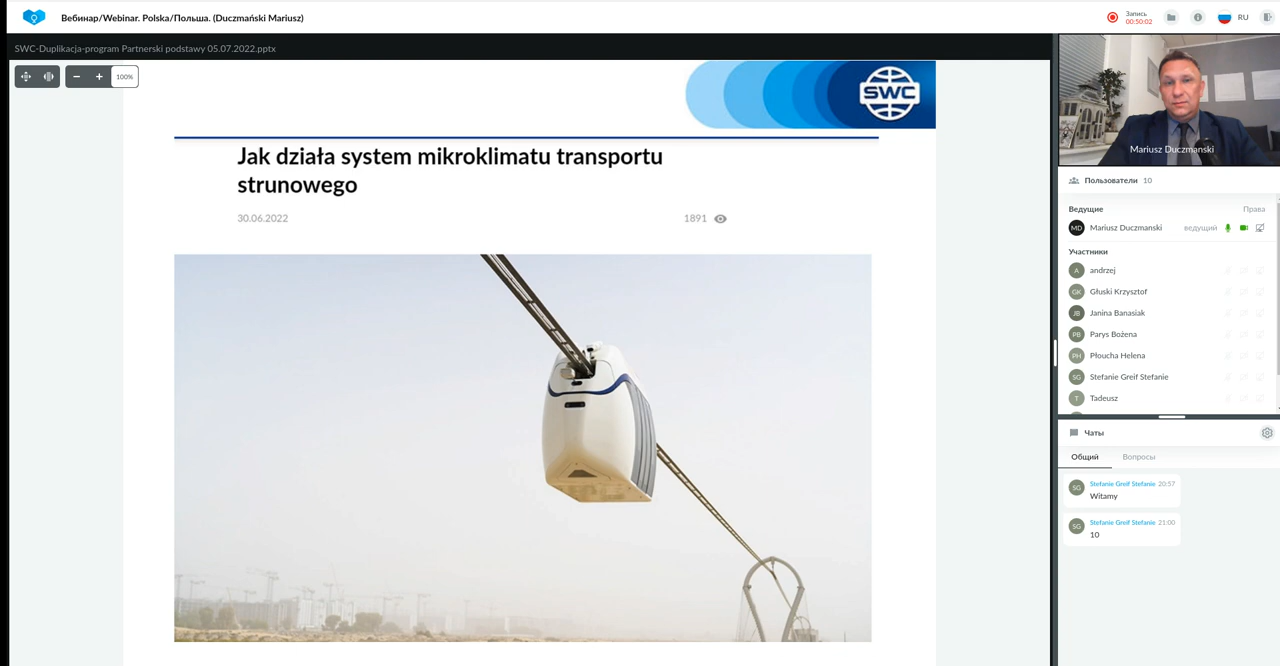 Вебинар/Webinar. Polska/Польша. (Duczmański Mariusz)
Запись
00:50:02
RU
SWC-Duplikacja-program Partnerski podstawy 05.07.2022.pptx
100%
SWC
Jak działa system mikroklimatu transportu
strunowego
30.06.2022
1891
Mariusz Duczmanski
Пользователи 10
Ведущие Права
MD Mariusz Duczmanski ведущий
Участники
A andrzej
GK Głuski Krzysztof
JB Janina Banasiak
PB Parys Bożena
PH Płoucha Helena
SG Stefanie Greif Stefanie
T Tadeusz
Чаты
Общий Вопросы
SG Stefanie Greif Stefanie 20:57
Witamy
SG Stefanie Greif Stefanie 21:00
10